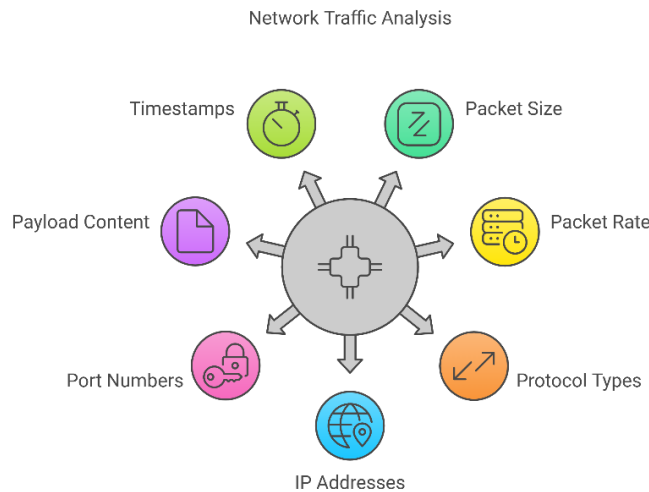 Network Traffic Analysis
Timestamps
Packet Size
Payload Content
Packet Rate
Port Numbers
Protocol Types
IP Addresses